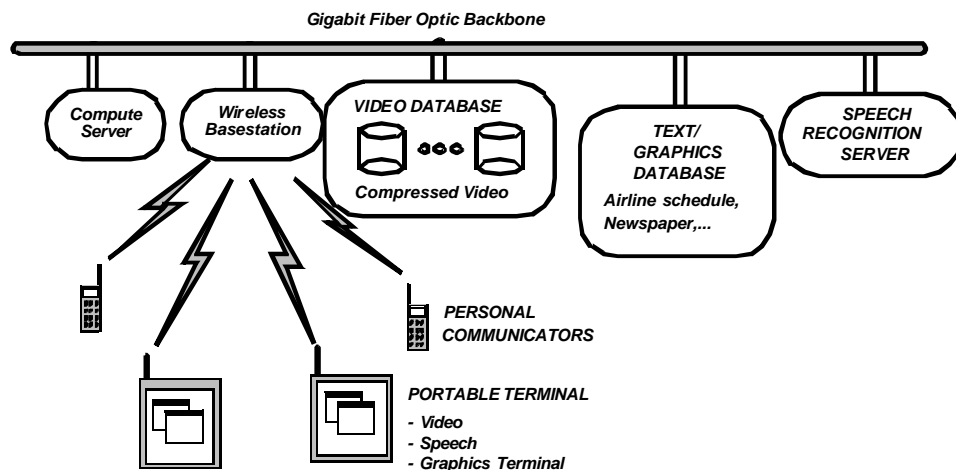 Gigabit Fiber Optic Backbone
Compute
Server
Wireless
Basestation
VIDEO DATABASE
Compressed Video
TEXT/
GRAPHICS
DATABASE
Airline schedule,
Newspaper,...
SPEECH
RECOGNITION
SERVER
PERSONAL
COMMUNICATORS
PORTABLE TERMINAL
- Video
- Speech
- Graphics Terminal